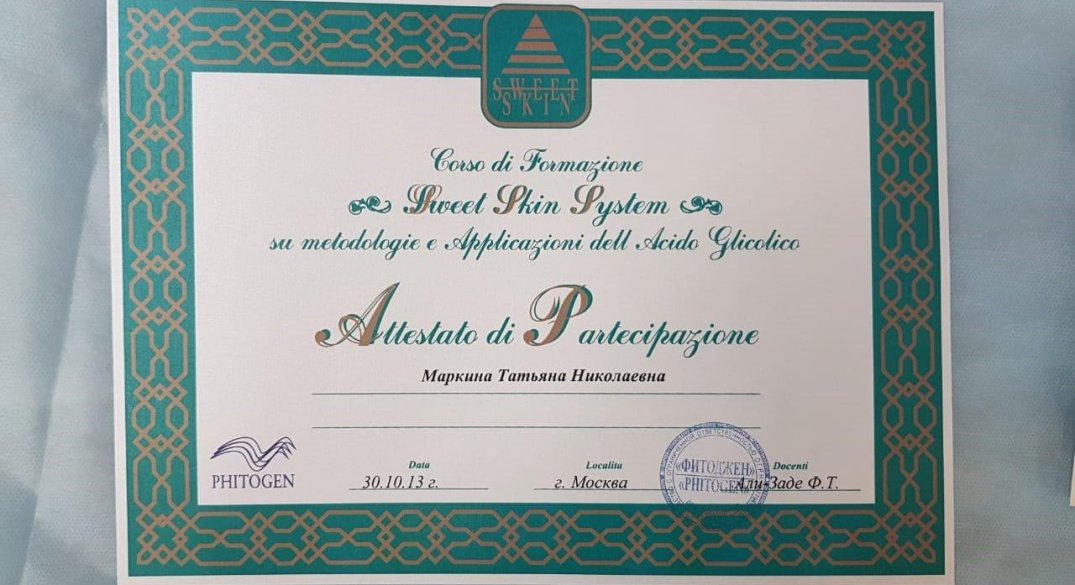 SWEET
SKIN
Corso di Formazione
Sweet Skin System
su metodologie e Applicazioni dell Acido Glicolico
Attestato di Partecipazione
Маркина Татьяна Николаевна
PHITOGEN
Data
30.10.13 г.
Localita
г. Москва
Docenti
Али-Заде Ф.Т.
«ФИТОДЖЕН»
«PHITOGEN»